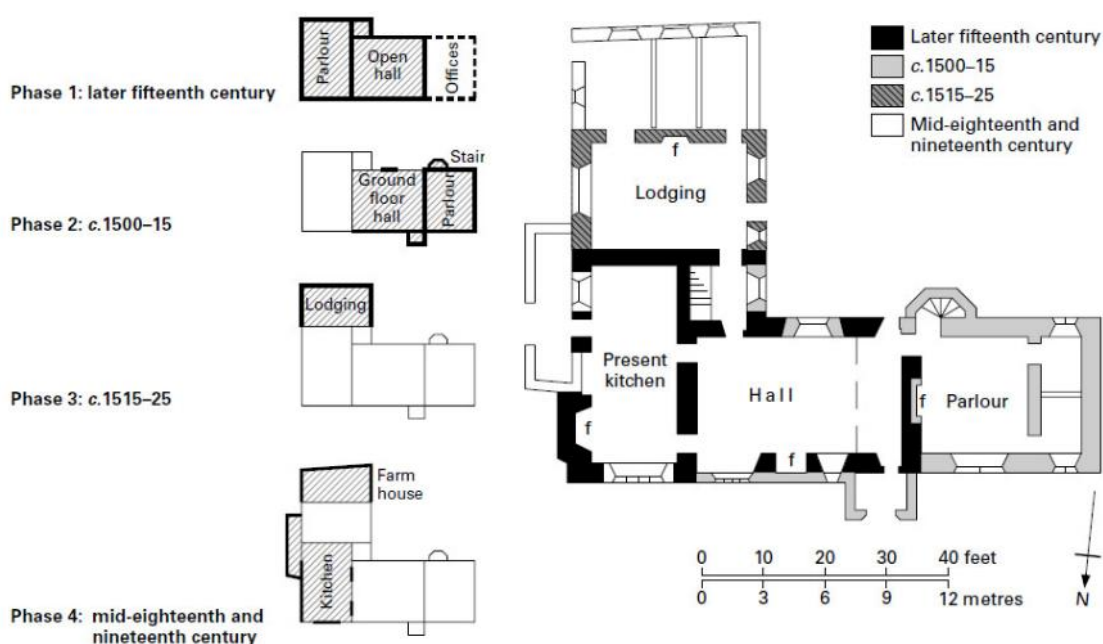 Parlour
Open
hall
Offices
Phase 1: later fifteenth century
Stair
Ground
floor
hall
Parlour
Phase 2: c.1500–15
Lodging
Phase 3: c.1515–25
Farm
house
Kitchen
Phase 4: mid-eighteenth and
nineteenth century
Later fifteenth century
c.1500–15
c.1515–25
Mid-eighteenth and
nineteenth century
f
Lodging
Present
kitchen
f
Hall
f
f
Parlour
0 10 20 30 40 feet
0 3 6 9 12 metres
N